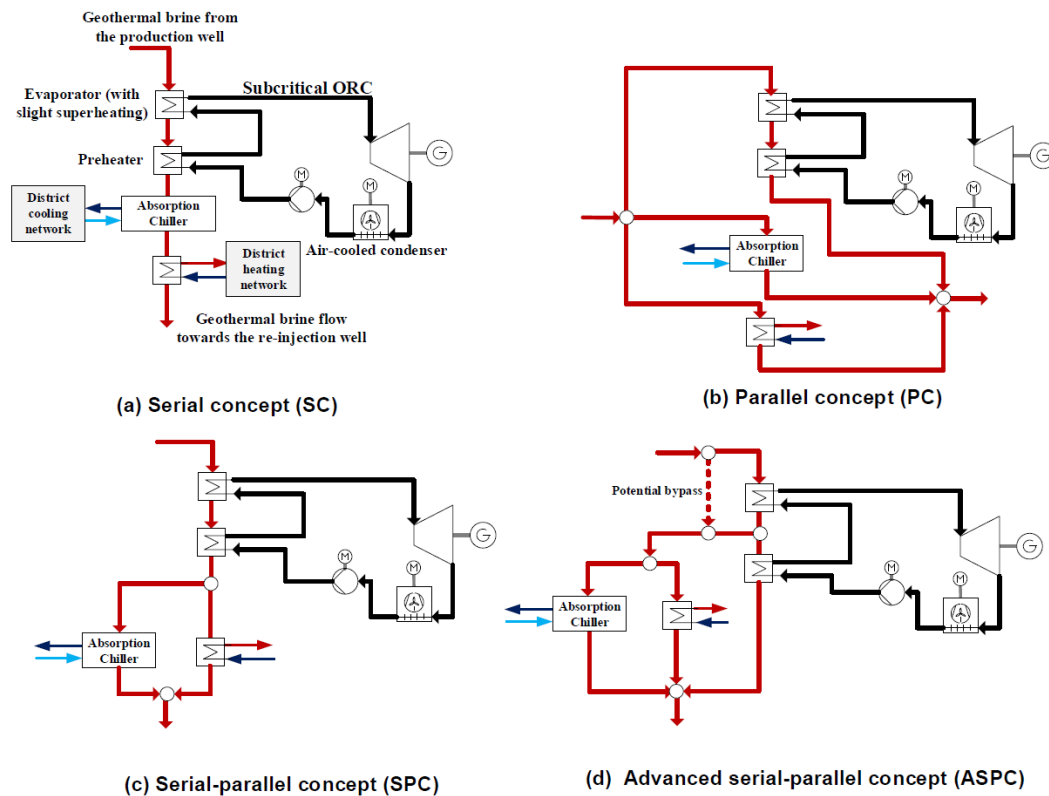 Geothermal brine from
the production well
Evaporator (with
slight superheating)
Subcritical ORC
Preheater
G
M
M
District
cooling
network
Absorption
Chiller
Air-cooled condenser
District
heating
network
Geothermal brine flow
towards the re-injection well
(a) Serial concept (SC)
G
M
M
Absorption
Chiller
(b) Parallel concept (PC)
G
M
M
Absorption
Chiller
(c) Serial-parallel concept (SPC)
Potential bypass
G
M
M
Absorption
Chiller
(d) Advanced serial-parallel concept (ASPC)